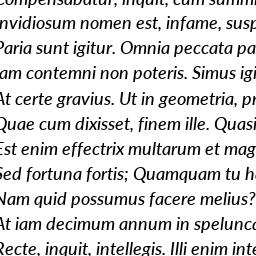 compensabatur, inquit, cum summi
nvidiosum nomen est, infame, susp
Paria sunt igitur. Omnia peccata pa
am contemni non poteris. Simus igi
At certe gravius. Ut in geometria, pr
Quae cum dixisset, finem ille. Quasi
Est enim effectrix multarum et mag
Sed fortuna fortis; Quamquam tu h
Nam quid possumus facere melius?
At iam decimum annum in spelunca
Recte, inquit, intellegis. Illi enim inte